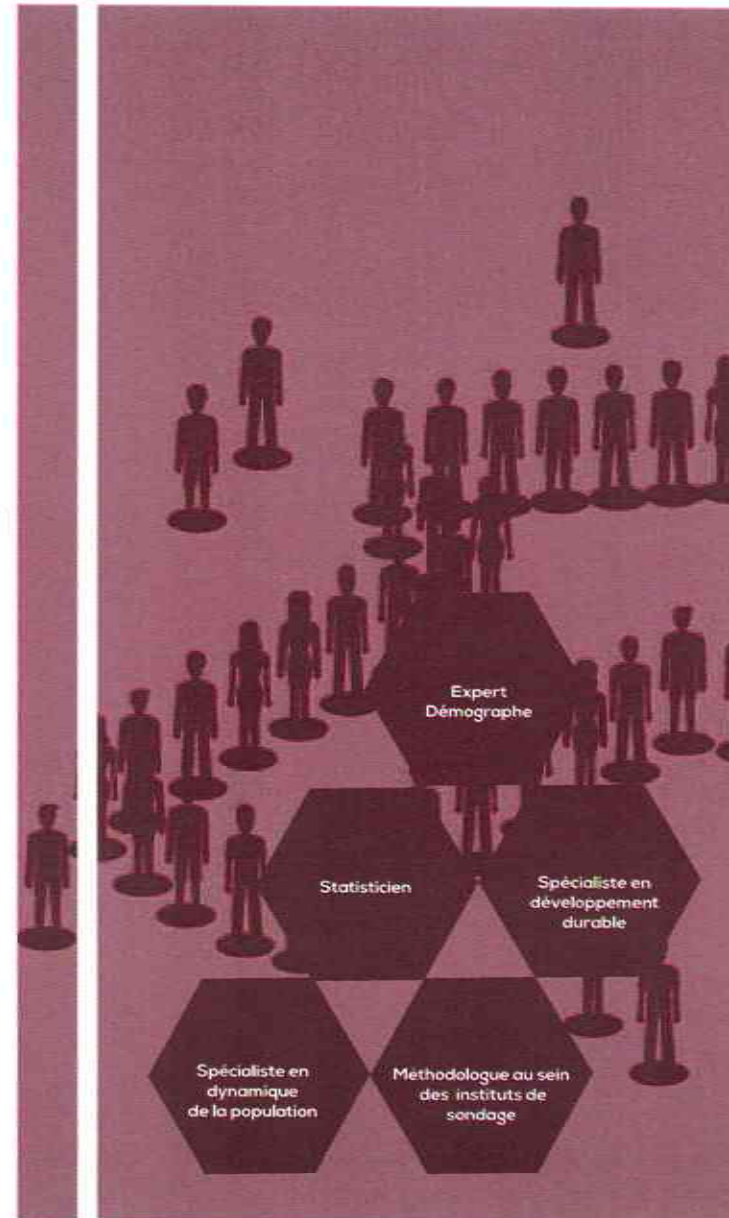 Expert
Démographe
Statisticien
Spécialiste en
développement
durable
Spécialiste en
dynamique
de la population
Méthodologue au sein
des instituts de
sondage